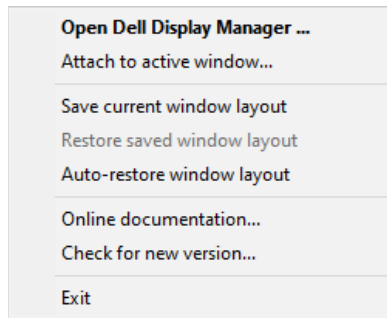 Open Dell Display Manager ...
Attach to active window...
Save current window layout
Restore saved window layout
Auto-restore window layout
Online documentation...
Check for new version...
Exit